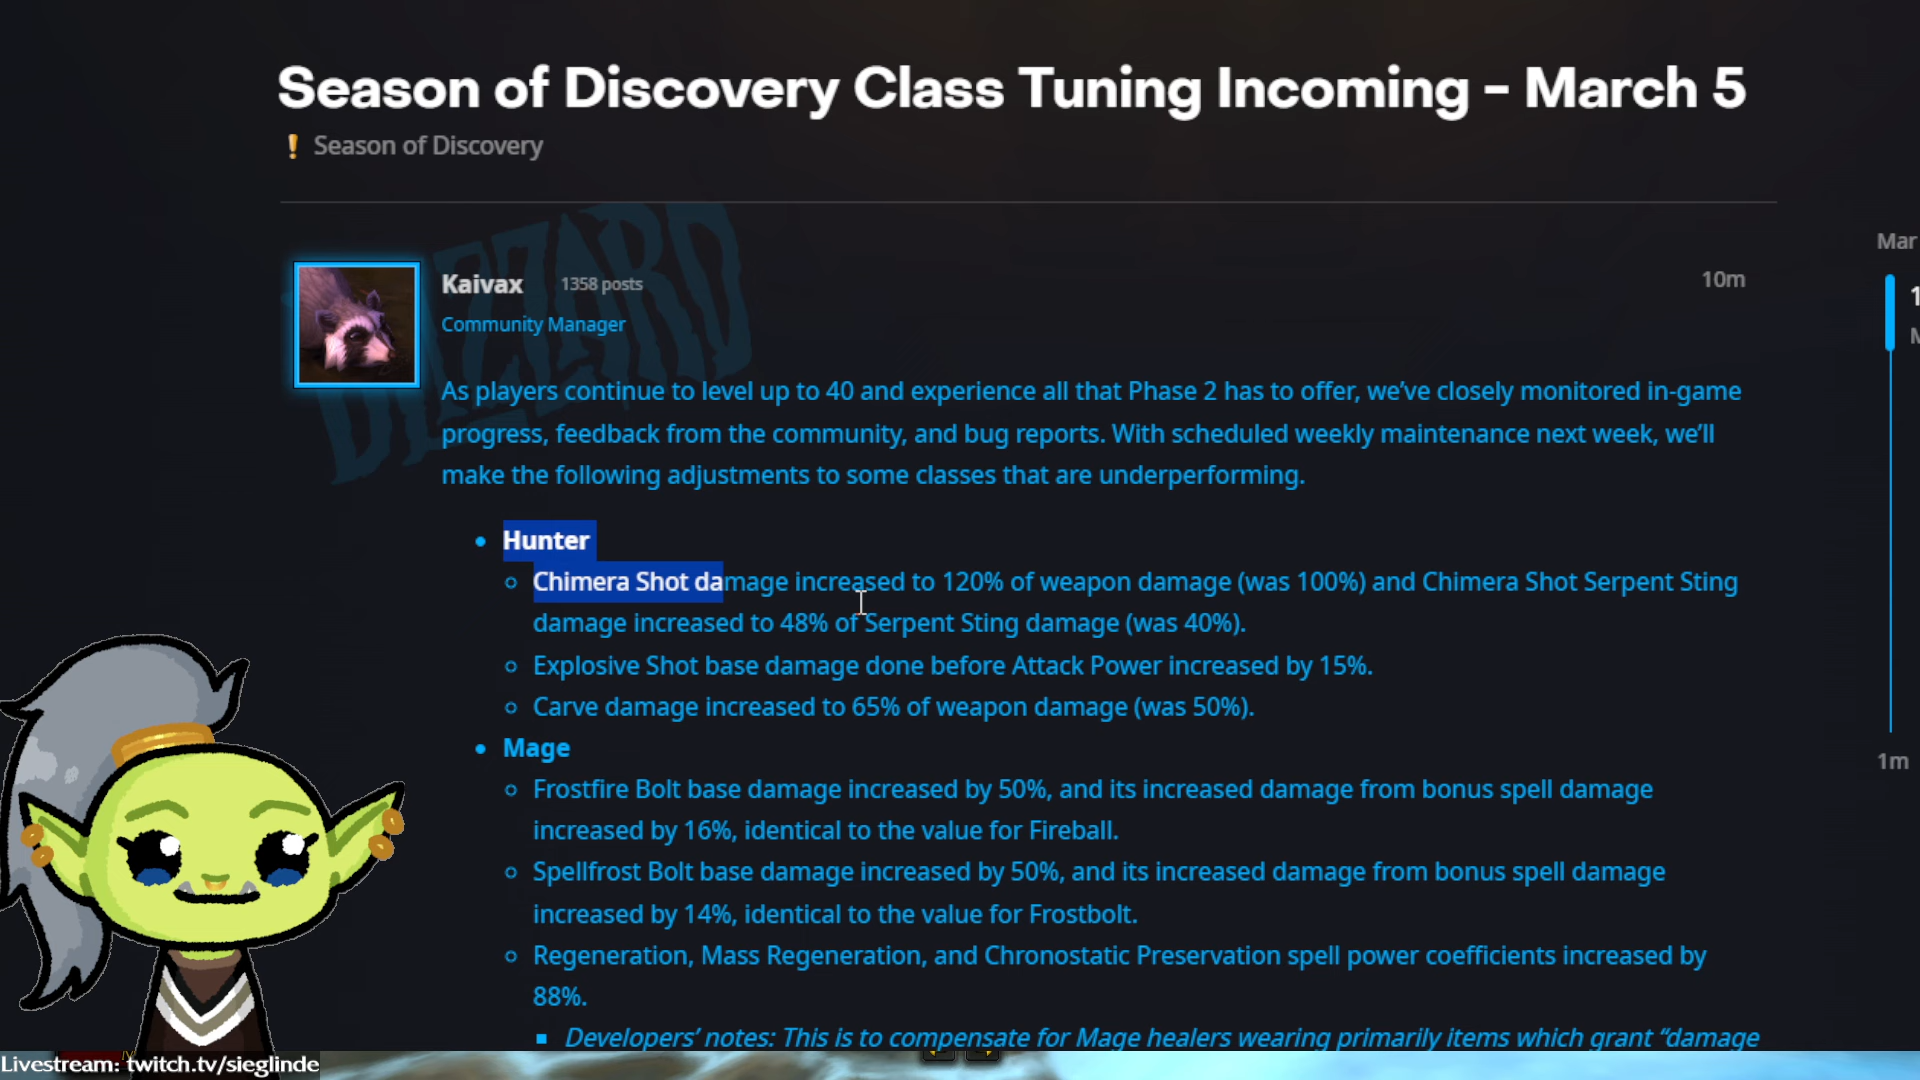 Season of Discovery Class Tuning Incoming - March 5
Season of Discovery
BLIZZARD
Kaivax 1358 posts 10m
Community Manager
As players continue to level up to 40 and experience all that Phase 2 has to offer, we've closely monitored in-game
progress, feedback from the community, and bug reports. With scheduled weekly maintenance next week, we'll
make the following adjustments to some classes that are underperforming.
Hunter
Chimera Shot damage increased to 120% of weapon damage (was 100%) and Chimera Shot Serpent Sting
damage increased to 48% of Serpent Sting damage (was 40%).
Explosive Shot base damage done before Attack Power increased by 15%.
Carve damage increased to 65% of weapon damage (was 50%).
Mage
Frostfire Bolt base damage increased by 50%, and its increased damage from bonus spell damage
increased by 16%, identical to the value for Fireball.
Spellfrost Bolt base damage increased by 50%, and its increased damage from bonus spell damage
increased by 14%, identical to the value for Frostbolt.
Regeneration, Mass Regeneration, and Chronostatic Preservation spell power coefficients increased by
88%.
Developers' notes: This is to compensate for Mage healers wearing primarily items which grant "damage
Mar
1
1m
Livestream: twitch.tv/sieglinde